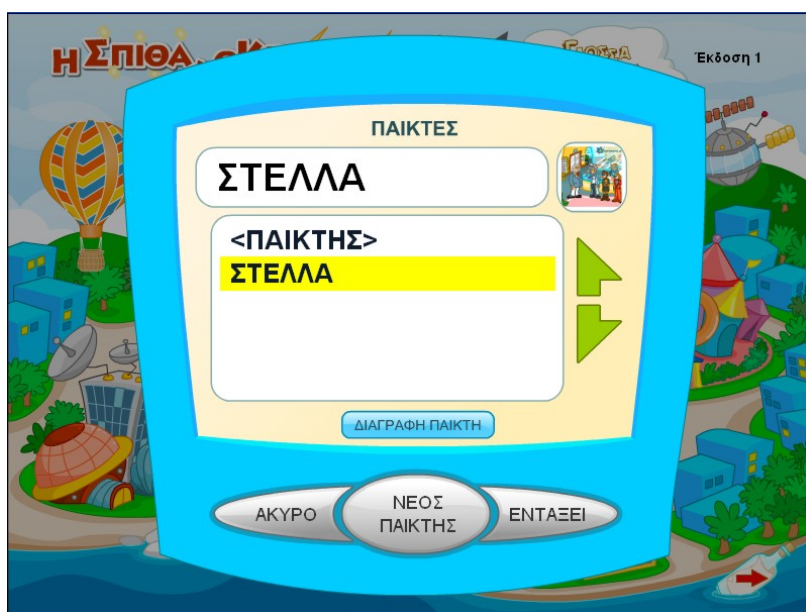 Η ΣΠΙΘΑ
Έκδοση 1
ΠΑΙΚΤΕΣ
ΣΤΕΛΛΑ
<ΠΑΙΚΤΗΣ>
ΣΤΕΛΛΑ
ΔΙΑΓΡΑΦΗ ΠΑΙΚΤΗ
ΑΚΥΡΟ
ΝΕΟΣ
ΠΑΙΚΤΗΣ
ΕΝΤΑΞΕΙ